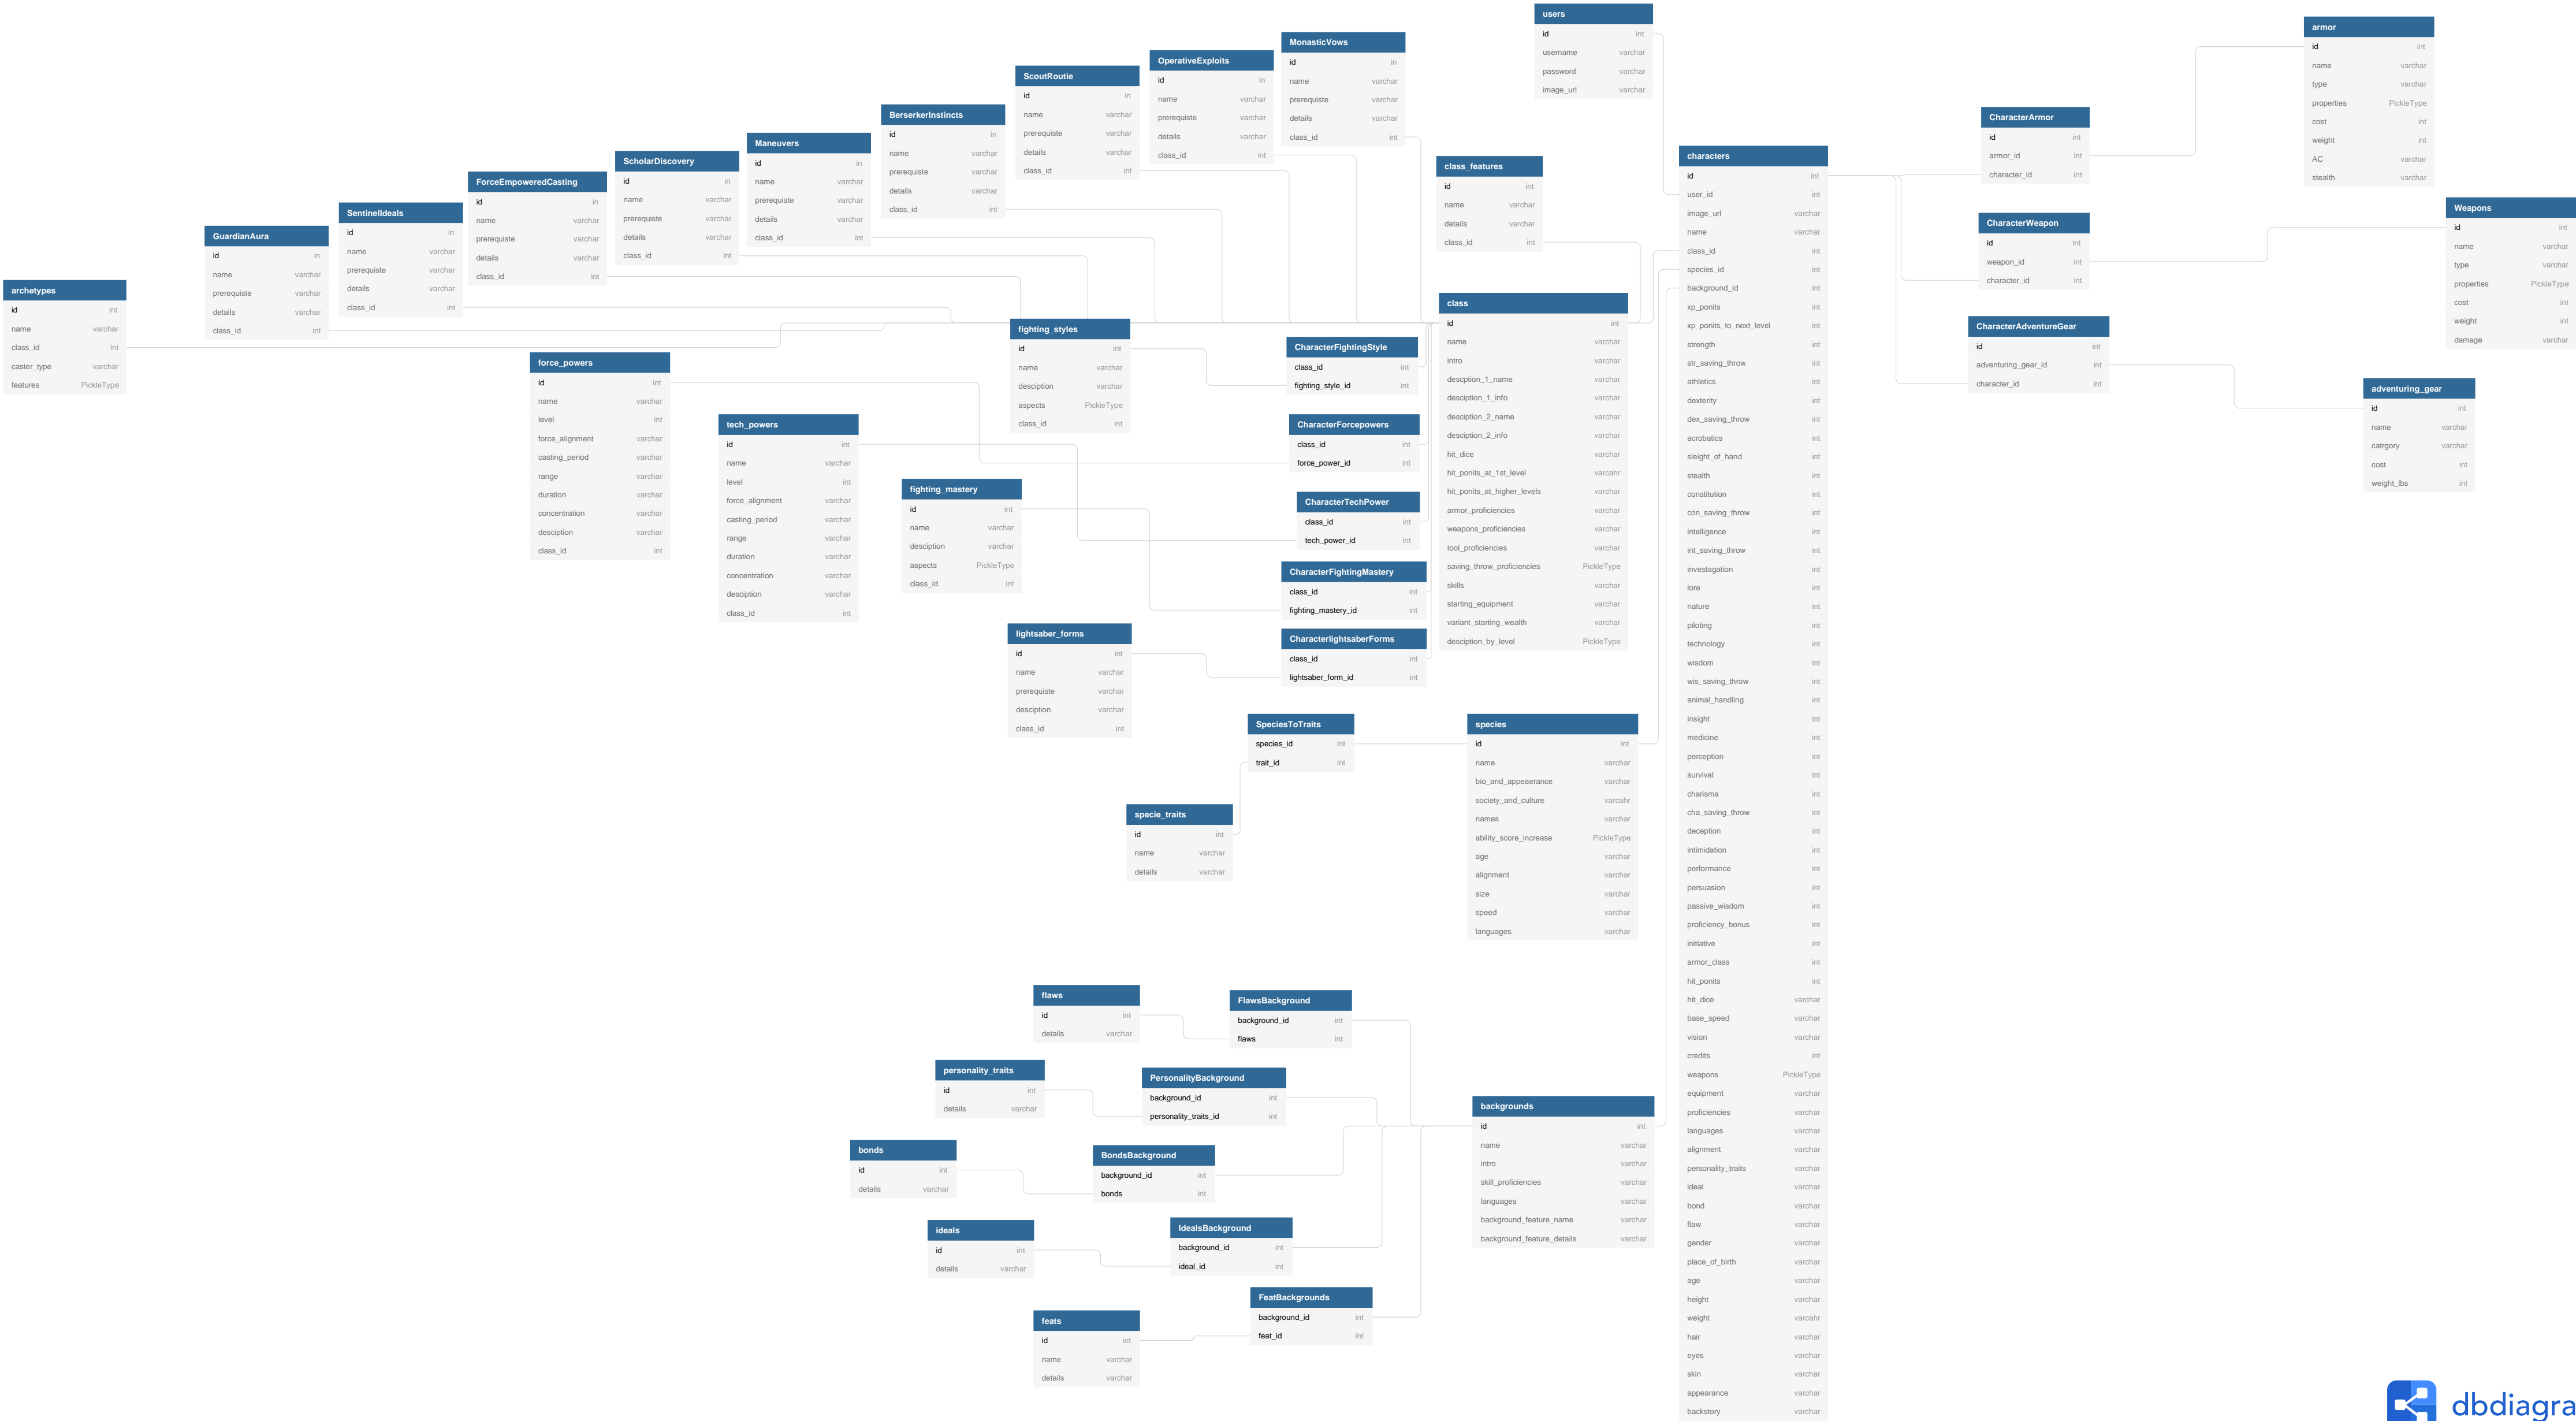 users
id int
username varchar
password varchar
image_url varchar
armor
id int
name varchar
type varchar
properties PickleType
cost int
weight int
AC varchar
stealth varchar
MonasticVows
id in
name varchar
prerequiste varchar
details varchar
class_id int
OperativeExploits
id in
name varchar
prerequiste varchar
details varchar
class_id int
ScoutRoutie
id in
name varchar
prerequiste varchar
details varchar
class_id int
BerserkerInstincts
id in
name varchar
prerequiste varchar
details varchar
class_id int
Maneuvers
id in
name varchar
prerequiste varchar
details varchar
class_id int
ScholarDiscovery
id in
name varchar
prerequiste varchar
details varchar
class_id int
ForceEmpoweredCasting
id in
name varchar
prerequiste varchar
details varchar
class_id int
SentinelIdeals
id in
name varchar
prerequiste varchar
details varchar
class_id int
GuardianAura
id in
name varchar
prerequiste varchar
details varchar
class_id int
archetypes
id int
name varchar
class_id int
caster_type varchar
features PickleType
class_features
id int
name varchar
details varchar
class_id int
characters
id int
user_id int
image_url varchar
name varchar
class_id int
species_id int
background_id int
xp_ponits int
xp_ponits_to_next_level int
strength int
str_saving_throw int
athletics int
dexterity int
dex_saving_throw int
acrobatics int
sleight_of_hand int
stealth int
constitution int
con_saving_throw int
intelligence int
int_saving_throw int
investagation int
lore int
nature int
piloting int
technology int
wisdom int
wis_saving_throw int
animal_handling int
insight int
medicine int
perception int
survival int
charisma int
cha_saving_throw int
deception int
intimidation int
performance int
persuasion int
passive_wisdom int
proficiency_bonus int
initiative int
armor_class int
hit_ponits int
hit_dice varchar
base_speed varchar
vision varchar
credits int
weapons PickleType
equipment varchar
proficiencies varchar
languages varchar
alignment varchar
personality_traits varchar
ideal varchar
bond varchar
flaw varchar
gender varchar
place_of_birth varchar
age varchar
height varchar
weight varcahr
hair varchar
eyes varchar
skin varchar
appearance varchar
backstory varchar
CharacterArmor
id int
armor_id int
character_id int
CharacterWeapon
id int
weapon_id int
character_id int
Weapons
id int
name varchar
type varchar
properties PickleType
cost int
weight int
damage varchar
CharacterAdventureGear
id int
adventuring_gear_id int
character_id int
adventuring_gear
id int
name varchar
catrgory varchar
cost int
weight_lbs int
class
id int
name varchar
intro varchar
descption_1_name varchar
desciption_1_info varchar
desciption_2_name varchar
desciption_2_info varchar
hit_dice varchar
hit_ponits_at_1st_level varcahr
hit_ponits_at_higher_levels varchar
armor_proficiencies varchar
weapons_proficiencies varchar
tool_proficiencies varchar
saving_throw_proficiencies PickleType
skills varchar
starting_equipment varchar
variant_starting_wealth varchar
desciption_by_level PickleType
fighting_styles
id int
name varchar
desciption varchar
aspects PickleType
class_id int
CharacterFightingStyle
class_id int
fighting_style_id int
force_powers
id int
name varchar
level int
force_alignment varchar
casting_period varchar
range varchar
duration varchar
concentration varchar
desciption varchar
class_id int
tech_powers
id int
name varchar
level int
force_alignment varchar
casting_period varchar
range varchar
duration varchar
concentration varchar
desciption varchar
class_id int
CharacterForcepowers
class_id int
force_power_id int
fighting_mastery
id int
name varchar
desciption varchar
aspects PickleType
class_id int
CharacterTechPower
class_id int
tech_power_id int
CharacterFightingMastery
class_id int
fighting_mastery_id int
lightsaber_forms
id int
name varchar
prerequiste varchar
desciption varchar
class_id int
CharacterlightsaberForms
class_id int
lightsaber_form_id int
SpeciesToTraits
species_id int
trait_id int
species
id int
name varchar
bio_and_appeaerance varchar
society_and_culture varcahr
names varchar
ability_score_increase PickleType
age varchar
alignment varchar
size varchar
speed varchar
languages varchar
specie_traits
id int
name varchar
details varchar
flaws
id int
details varchar
FlawsBackground
background_id int
flaws int
personality_traits
id int
details varchar
PersonalityBackground
background_id int
personality_traits_id int
backgrounds
id int
name varchar
intro varchar
skill_proficiencies varchar
languages varchar
background_feature_name varchar
background_feature_details varchar
bonds
id int
details varchar
BondsBackground
background_id int
bonds int
ideals
id int
details varchar
IdealsBackground
background_id int
ideal_id int
FeatBackgrounds
background_id int
feat_id int
feats
id int
name varchar
details varchar
dbdiagra